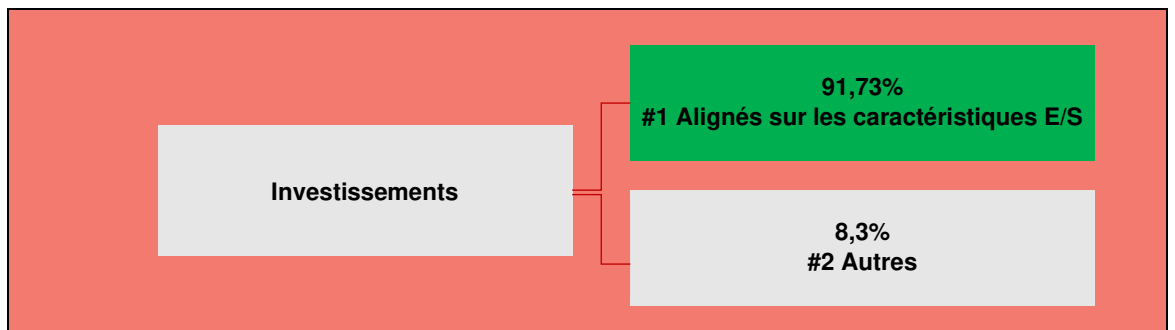 Investissements
91,73%
#1 Alignés sur les caractéristiques E/S
8,3%
#2 Autres